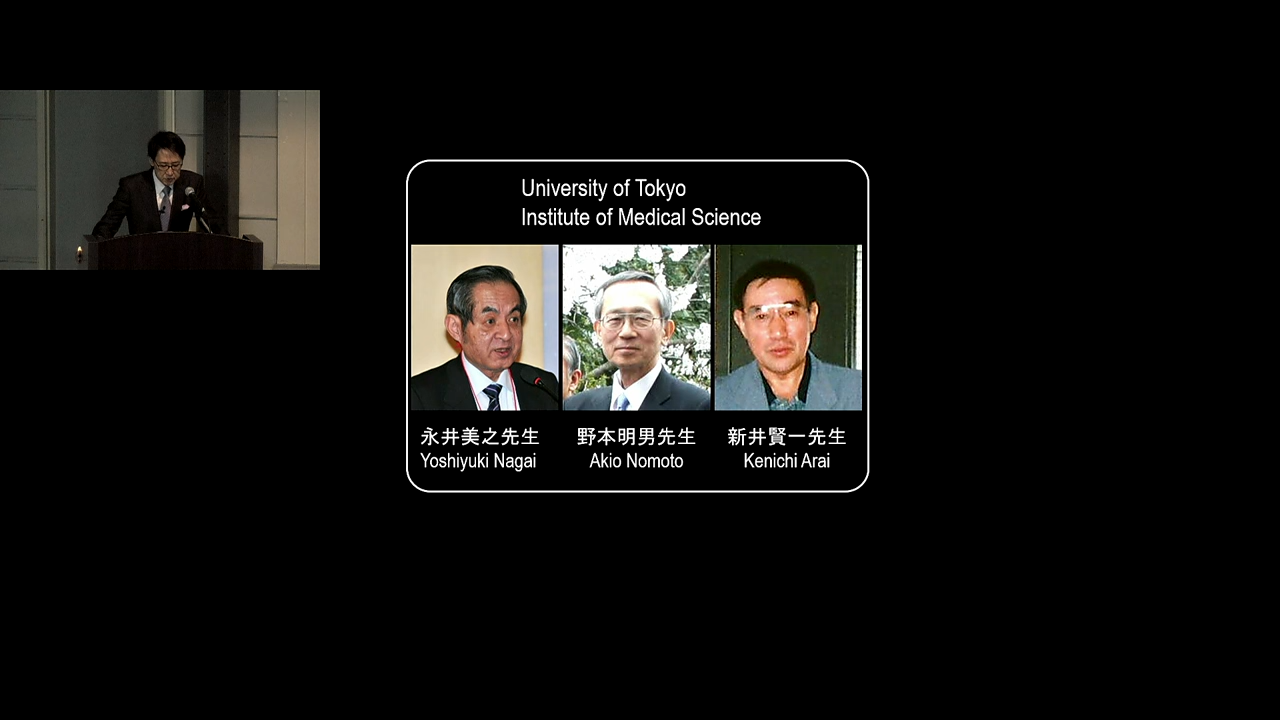 University of Tokyo
Institute of Medical Science
永井美之先生
Yoshiyuki Nagai
野本明男先生
Akio Nomoto
新井賢一先生
Kenichi Arai